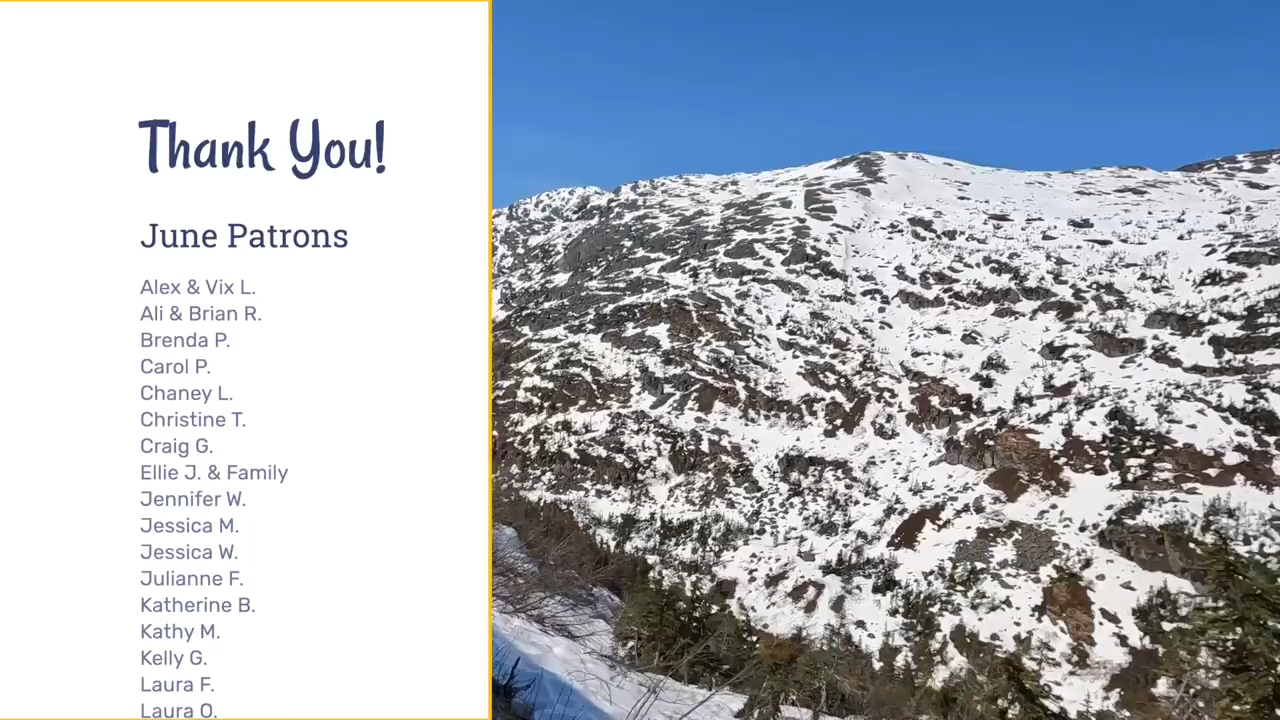 Thank You!
June Patrons
Alex & Vix L.
Ali & Brian R.
Brenda P.
Carol P.
Chaney L.
Christine T.
Craig G.
Ellie J. & Family
Jennifer W.
Jessica M.
Jessica W.
Julianne F.
Katherine B.
Kathy M.
Kelly G.
Laura F.
Laura O.